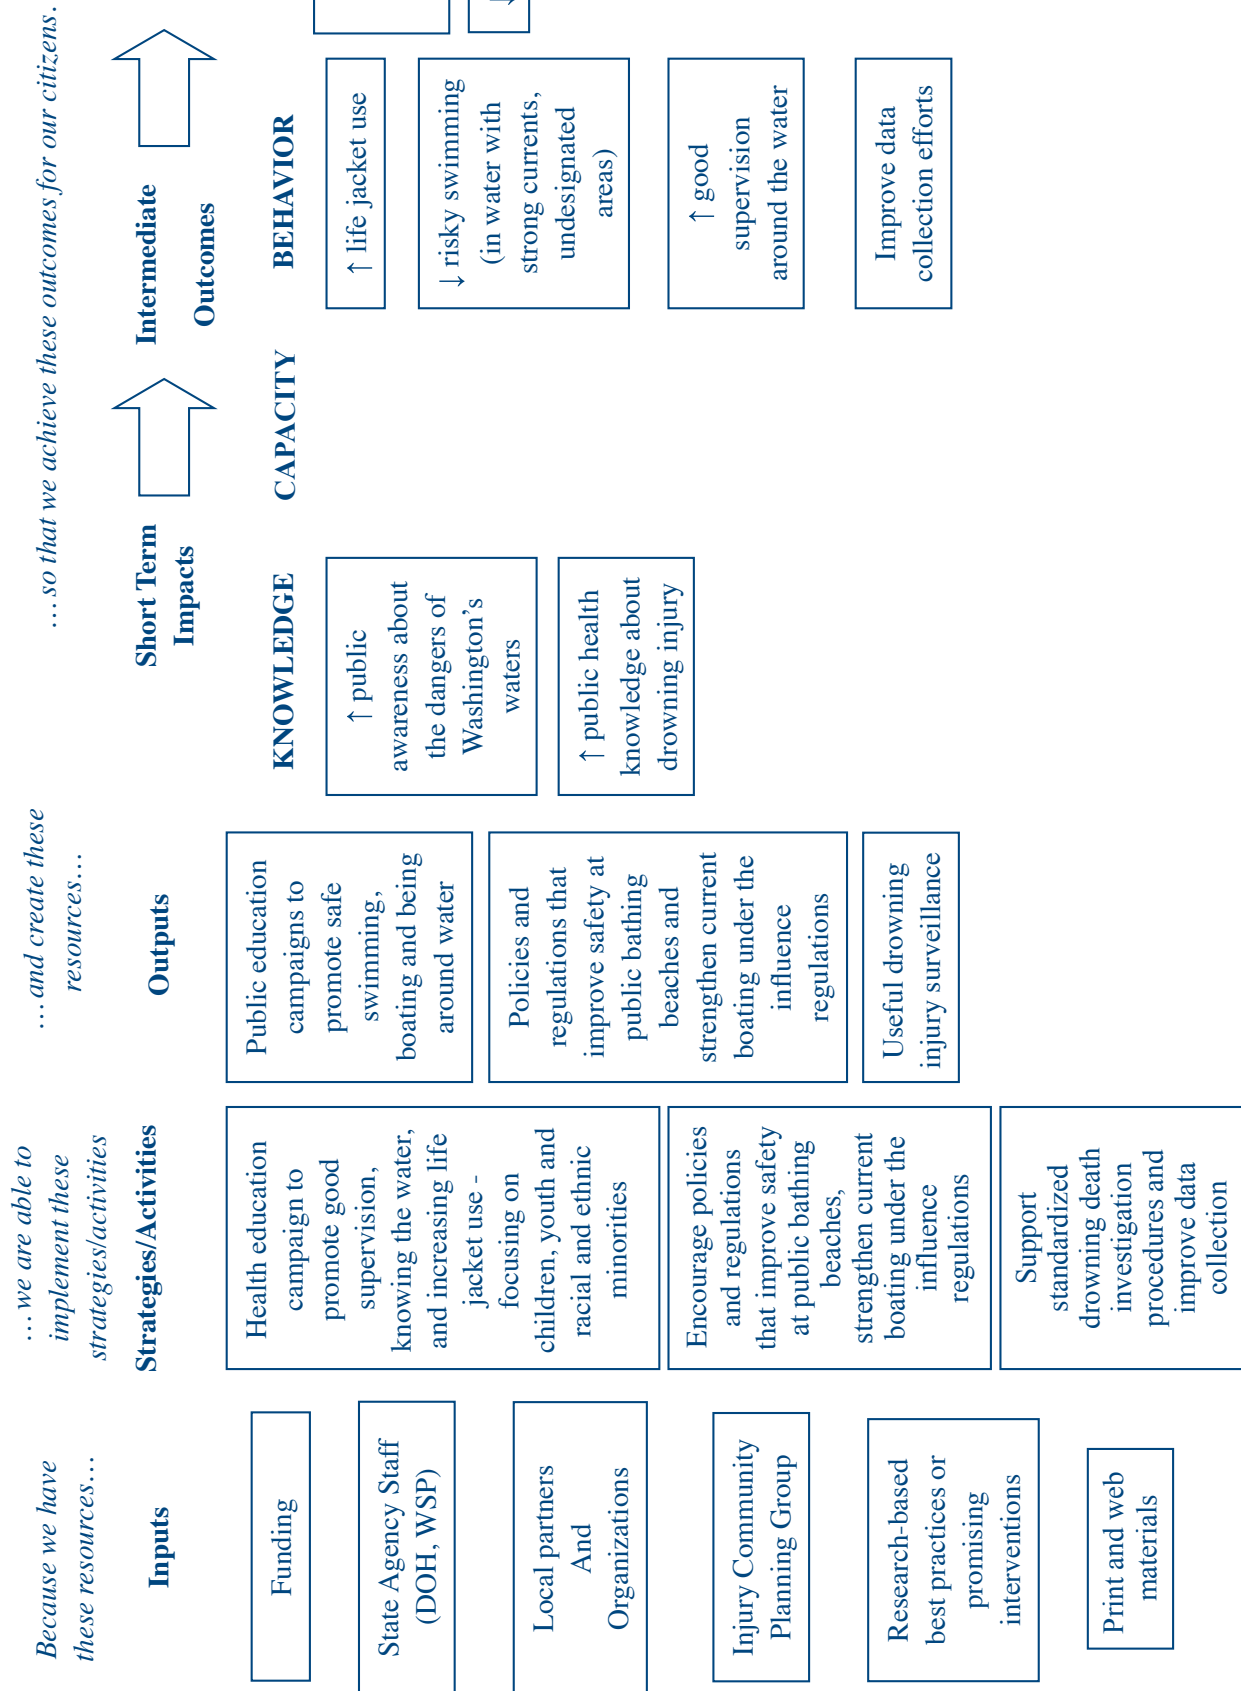 Because we have
these resources…
…we are able to
implement these
strategies/activities
…and create these
resources…
…so that we achieve these outcomes for our citizens.
Inputs
Strategies/Activities
Outputs
Short Term
Impacts
Intermediate
Outcomes
KNOWLEDGE
CAPACITY
BEHAVIOR
Funding
State Agency Staff
(DOH, WSP)
Local partners
And
Organizations
Injury Community
Planning Group
Research-based
best practices or
promising
interventions
Print and web
materials
Health education
campaign to
promote good
supervision,
knowing the water,
and increasing life
jacket use -
focusing on
children, youth and
racial and ethnic
minorities
Encourage policies
and regulations
that improve safety
at public bathing
beaches,
strengthen current
boating under the
influence
regulations
Support
standardized
drowning death
investigation
procedures and
improve data
collection
Public education
campaigns to
promote safe
swimming,
boating and being
around water
Policies and
regulations that
improve safety at
public bathing
beaches and
strengthen current
boating under the
influence
regulations
Useful drowning
injury surveillance
↑ public
awareness about
the dangers of
Washington's
waters
↑ public health
knowledge about
drowning injury
↑ life jacket use
↓ risky swimming
(in water with
strong currents,
undesignated
areas)
↑ good
supervision
around the water
Improve data
collection efforts